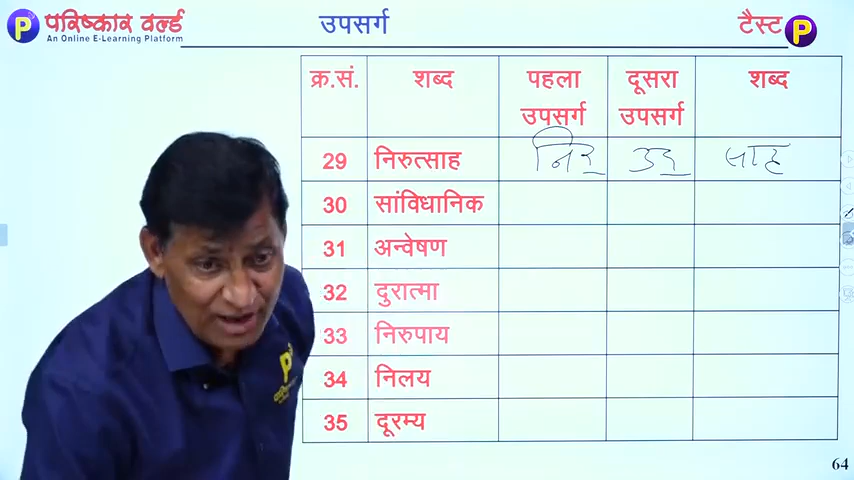 परिष्कार वर्ल्ड
An Online E-Learning Platform
उपसर्ग
टैस्ट P
क्र.सं. शब्द पहला उपसर्ग दूसरा उपसर्ग शब्द
29 निरुत्साह निर् उत् साह
30 सांविधानिक
31 अन्वेषण
32 दुरात्मा
33 निरुपाय
34 निलय
35 दूरम्य
64